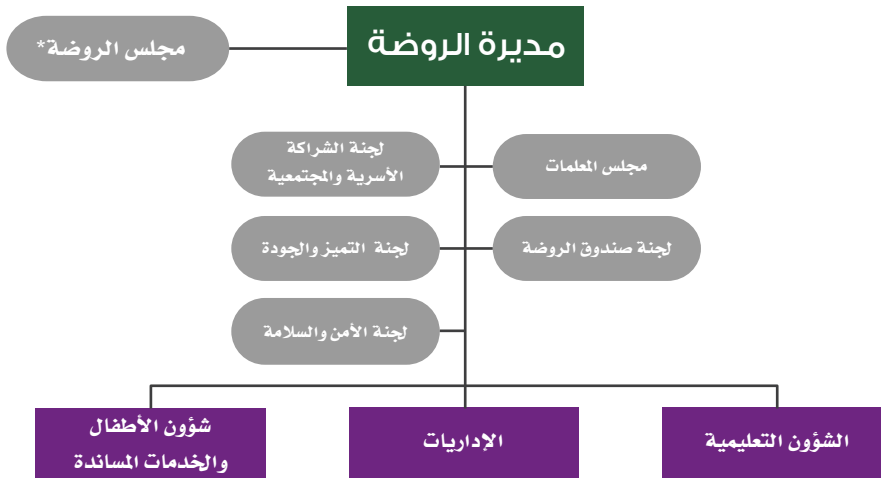 مديرة الروضة
مجلس الروضة*
مجلس المعلمات
لجنة الشراكة
الأسرية والمجتمعية
لجنة صندوق الروضة
لجنة التميز والجودة
لجنة الأمن والسلامة
الشؤون التعليمية
الإداريات
شؤون الأطفال
والخدمات المساندة